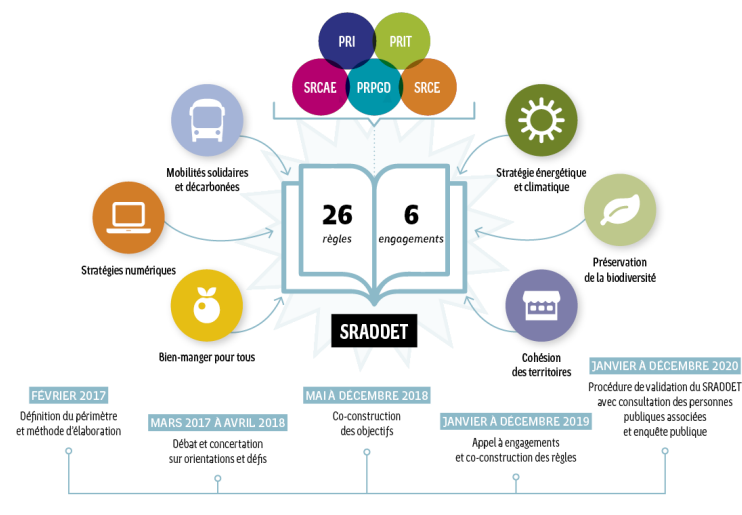 PRI
PRIT
SRCAE
PRPGD
SRCE
Mobilités solidaires
et décarbonées
Stratégie énergétique
et climatique
26
règles
6
engagements
Stratégies numériques
Préservation
de la biodiversité
Bien-manger pour tous
SRADDET
Cohésion
des territoires
FÉVRIER 2017
Définition du périmètre
et méthode d'élaboration
MARS 2017 À AVRIL 2018
Débat et concertation
sur orientations et défis
MAI À DÉCEMBRE 2018
Co-construction
des objectifs
JANVIER À DÉCEMBRE 2019
Appel à engagements
et co-construction des règles
JANVIER À DÉCEMBRE 2020
Procédure de validation du SRADDET
avec consultation des personnes
publiques associées
et enquête publique